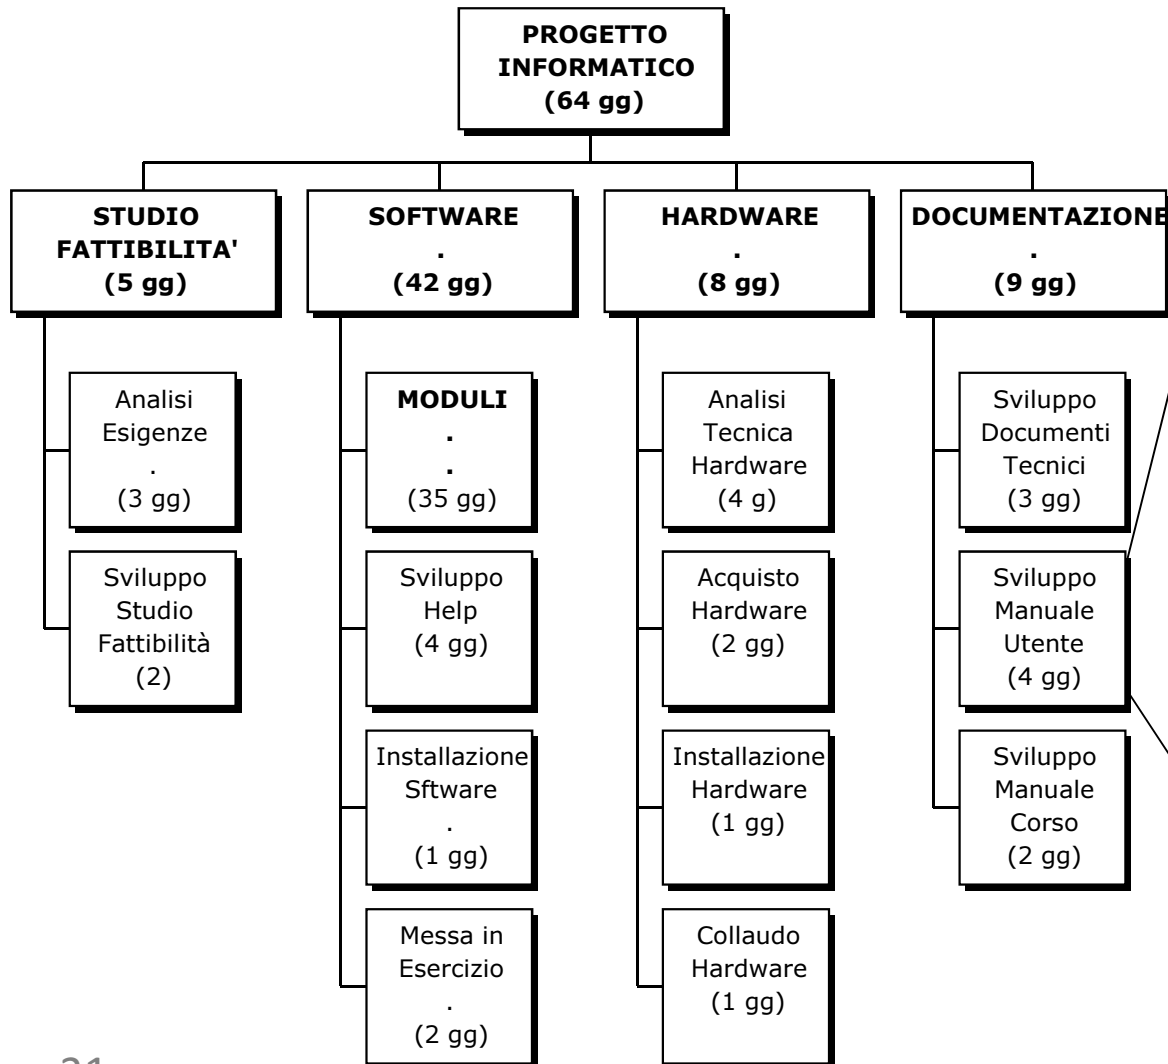 PROGETTO
INFORMATICO
(64 gg)
STUDIO
FATTIBILITA'
(5 gg)
SOFTWARE
.
(42 gg)
HARDWARE
.
(8 gg)
DOCUMENTAZIONE
.
(9 gg)
Analisi
Esigenze
.
(3 gg)
Sviluppo
Studio
Fattibilità
(2)
MODULI
.
.
(35 gg)
Sviluppo
Help
(4 gg)
Installazione
Sftware
.
(1 gg)
Messa in
Esercizio
.
(2 gg)
Analisi
Tecnica
Hardware
(4 g)
Acquisto
Hardware
(2 gg)
Installazione
Hardware
(1 gg)
Collaudo
Hardware
(1 gg)
Sviluppo
Documenti
Tecnici
(3 gg)
Sviluppo
Manuale
Utente
(4 gg)
Sviluppo
Manuale
Corso
(2 gg)